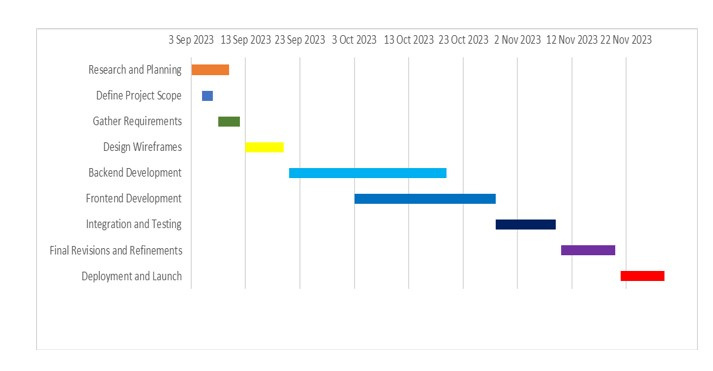 3 Sep 2023 13 Sep 2023 23 Sep 2023 3 Oct 2023 13 Oct 2023 23 Oct 2023 2 Nov 2023 12 Nov 2023 22 Nov 2023
Research and Planning
Define Project Scope
Gather Requirements
Design Wireframes
Backend Development
Frontend Development
Integration and Testing
Final Revisions and Refinements
Deployment and Launch